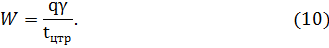 W = qγ / tцтр. (10)